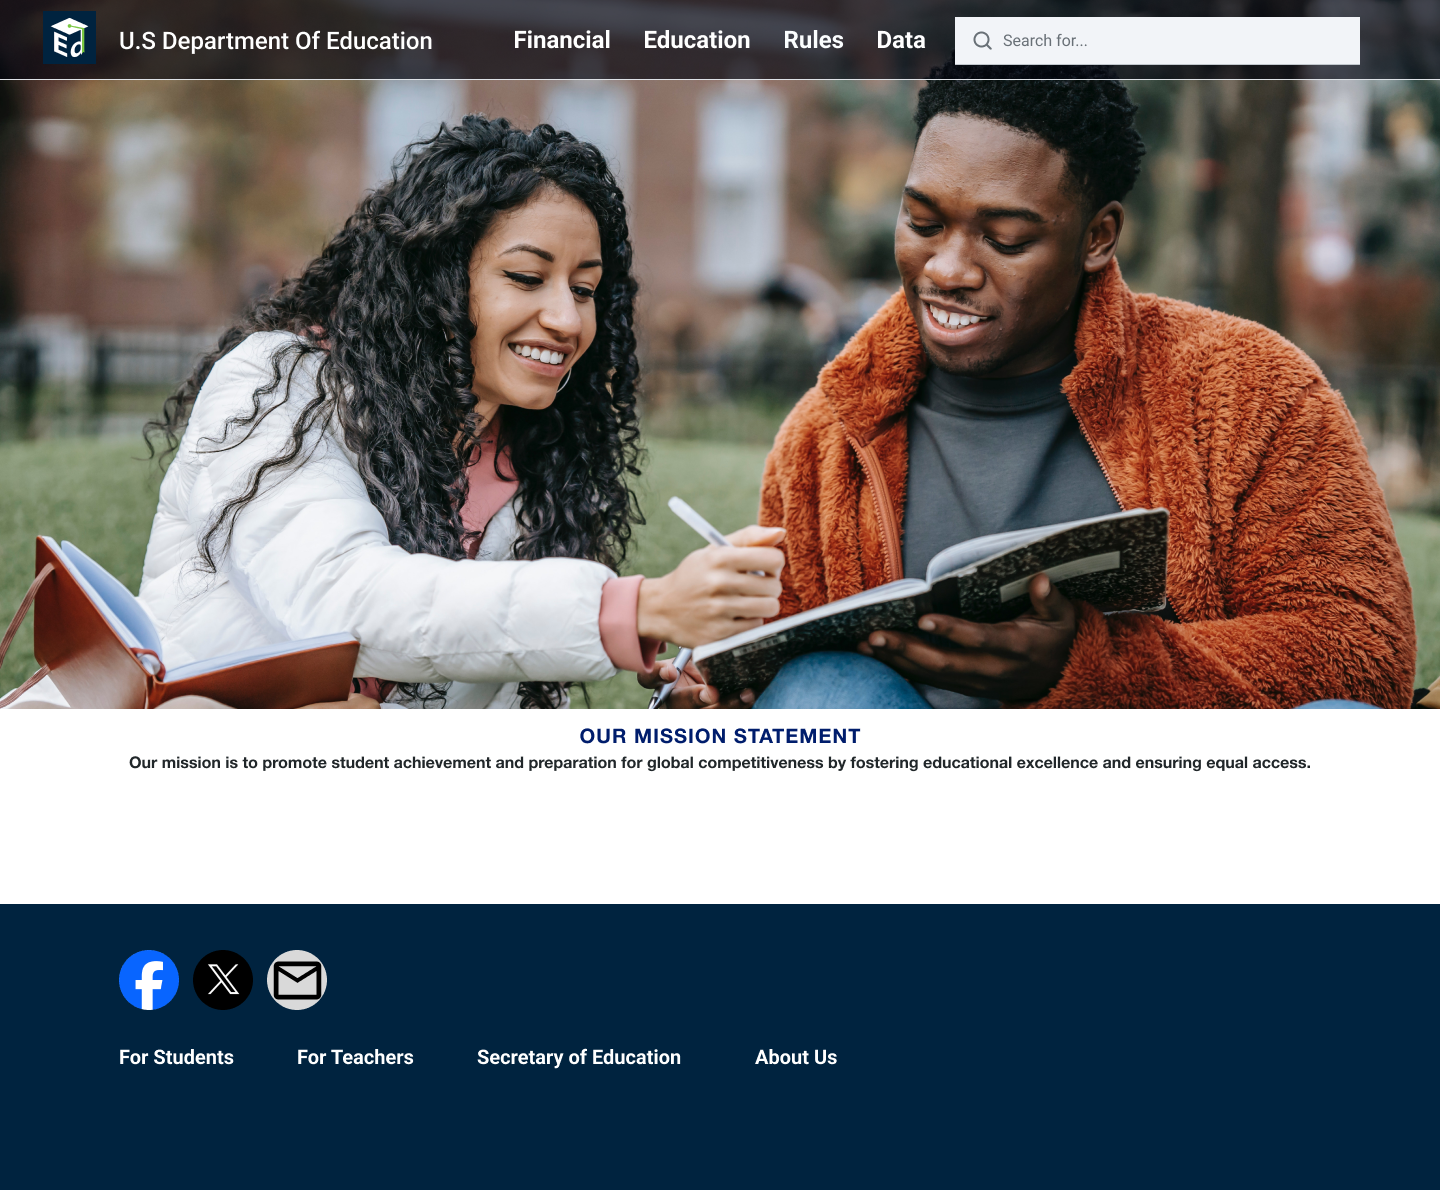 Ed
U.S Department Of Education
Financial
Education
Rules
Data
Search for...
OUR MISSION STATEMENT
Our mission is to promote student achievement and preparation for global competitiveness by fostering educational excellence and ensuring equal access.
For Students
For Teachers
Secretary of Education
About Us